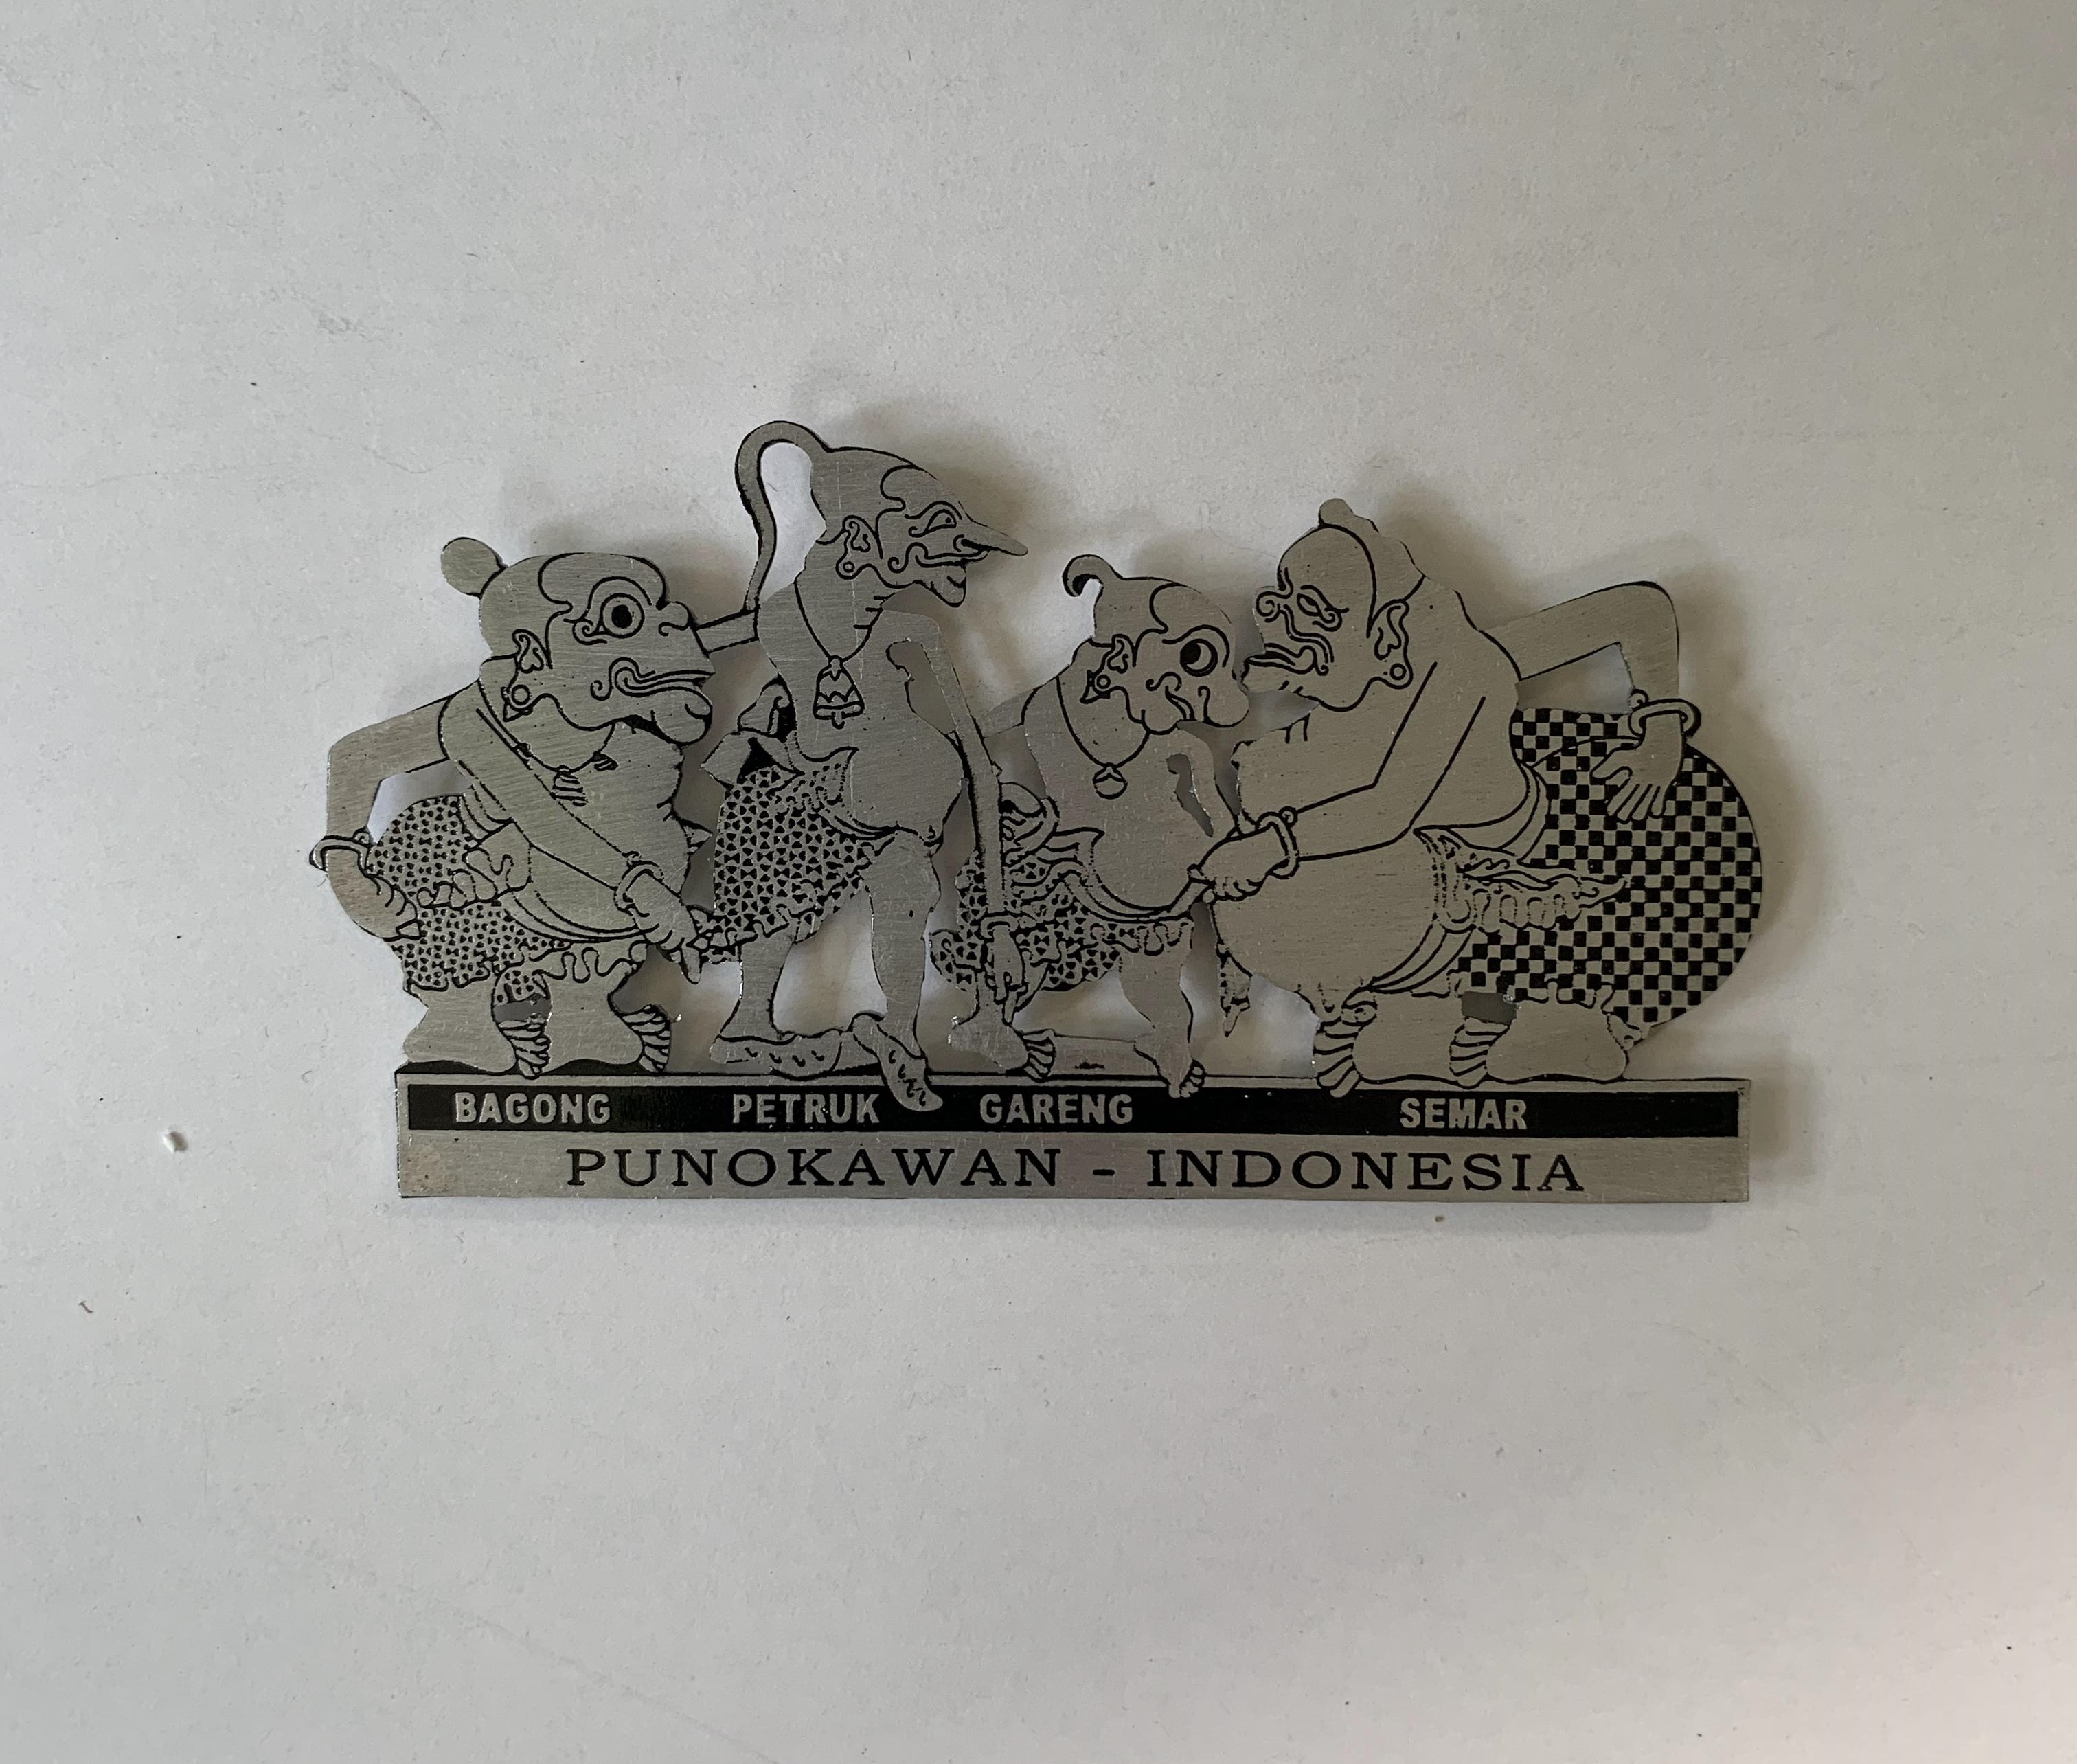 BAGONG PETRUK GARENG SEMAR
PUNOKAWAN - INDONESIA